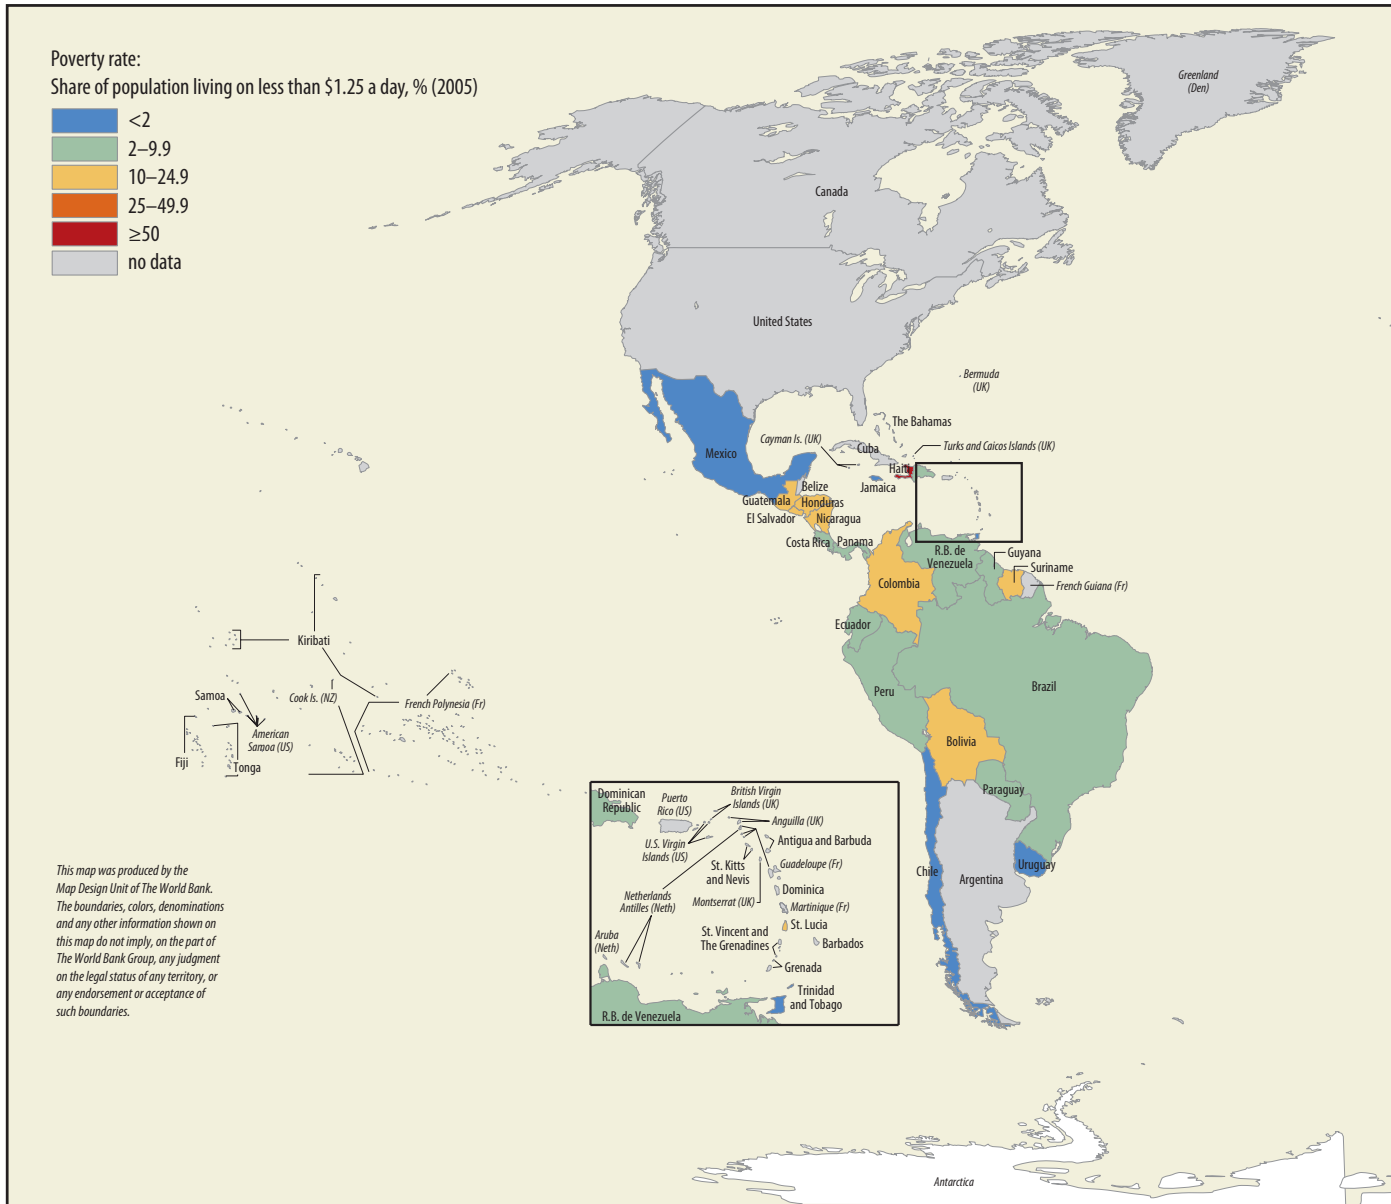 Poverty rate:
Share of population living on less than $1.25 a day, % (2005)
<2
2–9.9
10–24.9
25–49.9
≥50
no data
Greenland
(Den)
Canada
United States
Bermuda
(UK)
The Bahamas
Cayman Is. (UK)
Cuba
Turks and Caicos Islands (UK)
Mexico
Haiti
Belize
Jamaica
Guatemala
Honduras
El Salvador
Nicaragua
Costa Rica
Panama
R.B. de
Venezuela
Guyana
Suriname
French Guiana (Fr)
Colombia
Ecuador
Kiribati
Brazil
Peru
Samoa
Cook Is. (NZ)
French Polynesia (Fr)
American
Samoa (US)
Fiji
Tonga
Bolivia
Paraguay
Uruguay
Chile
Argentina
Dominican
Republic
Puerto
Rico (US)
British Virgin
Islands (UK)
Anguilla (UK)
U.S. Virgin
Islands (US)
Antigua and Barbuda
St. Kitts
and Nevis
Guadeloupe (Fr)
Netherlands
Antilles (Neth)
Montserrat (UK)
Dominica
Martinique (Fr)
St. Lucia
Aruba
(Neth)
St. Vincent and
The Grenadines
Barbados
Grenada
Trinidad
and Tobago
R.B. de Venezuela
This map was produced by the
Map Design Unit of The World Bank.
The boundaries, colors, denominations
and any other information shown on
this map do not imply, on the part of
The World Bank Group, any judgment
on the legal status of any territory, or
any endorsement or acceptance of
such boundaries.
Antarctica